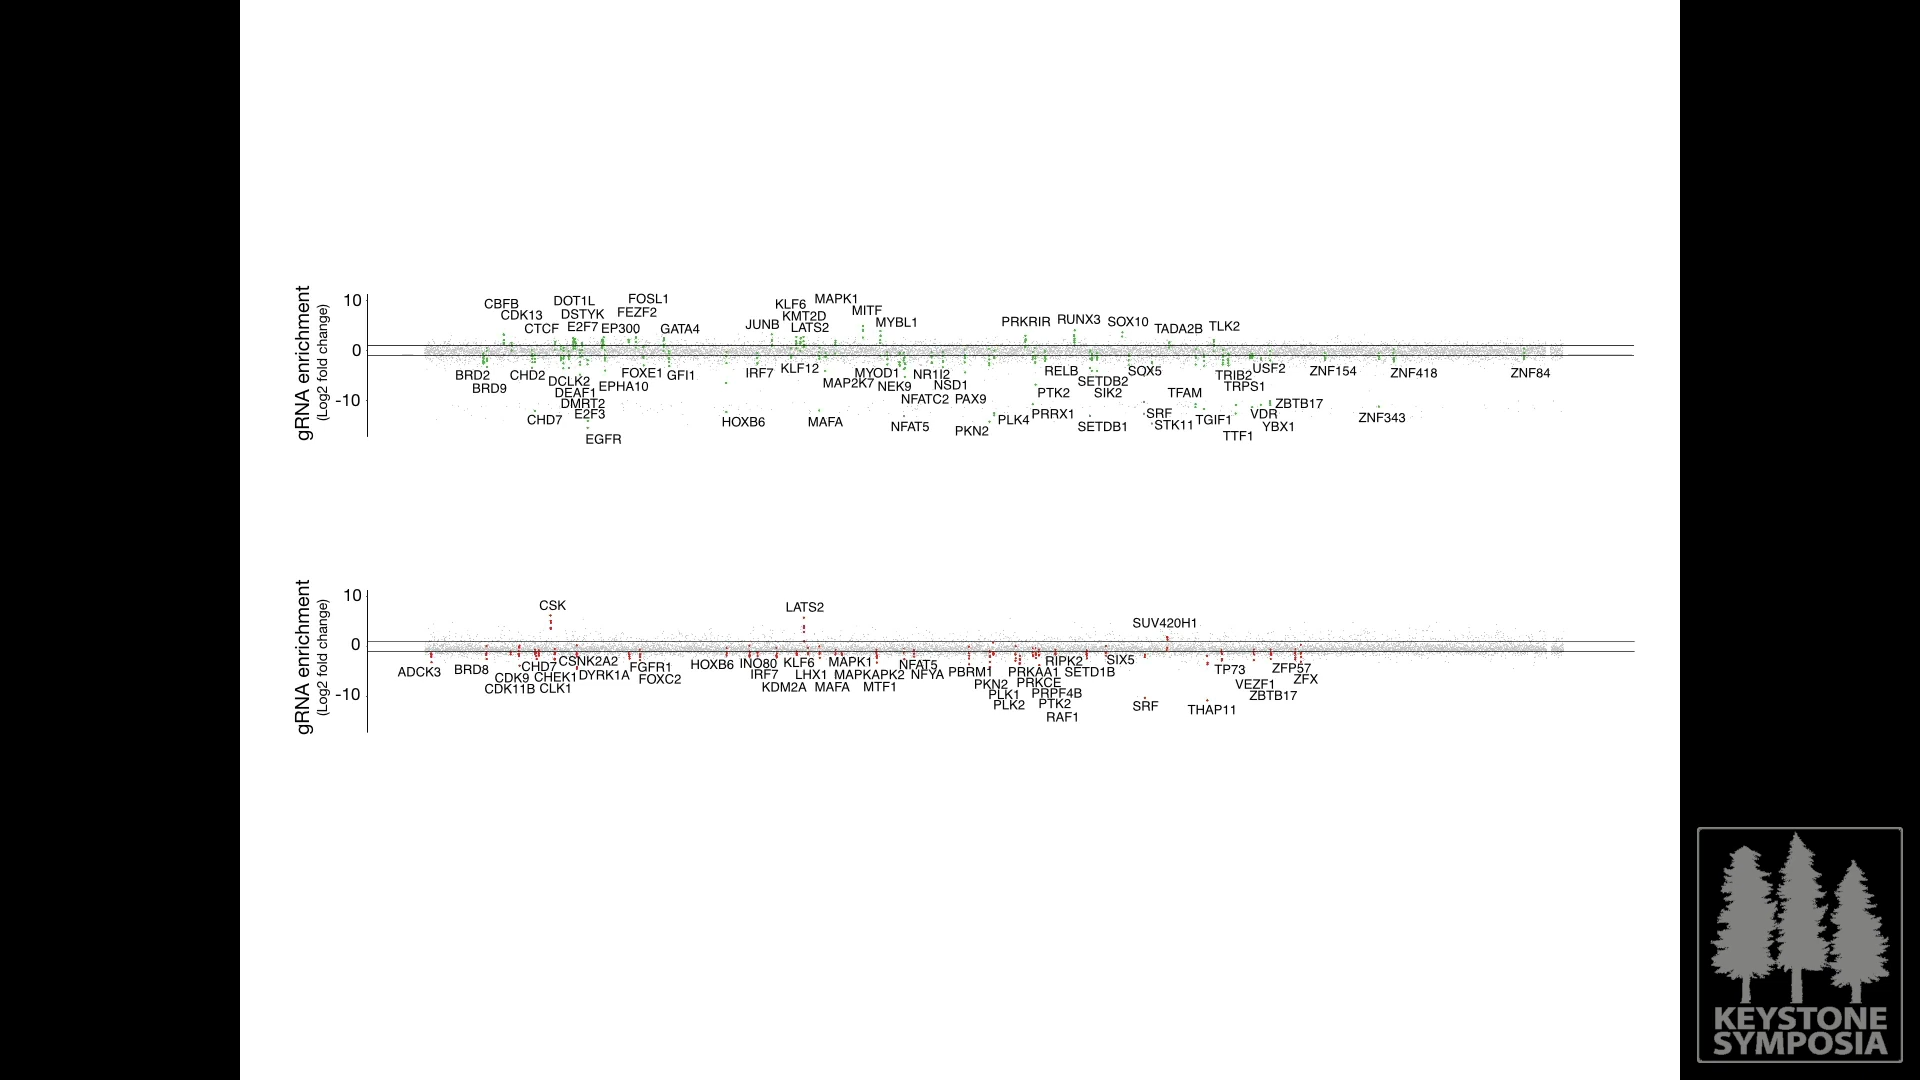 gRNA enrichment
(Log2 fold change)
10
0
-10
CBFB
DOT1L
FOSL1
KLF6
MAPK1
CDK13
DSTYK
FEZF2
KMT2D
MITF
CTCF
E2F7
EP300
GATA4
JUNB
LATS2
MYBL1
PRKRIR
RUNX3
SOX10
TADA2B
TLK2
BRD2
CHD2
DCLK2
FOXE1
GFI1
IRF7
KLF12
MYOD1
NR1I2
RELB
SOX5
TRIB2
USF2
ZNF154
ZNF418
ZNF84
BRD9
DEAF1
EPHA10
MAP2K7
NEK9
NSD1
SETDB2
TRPS1
DMRT2
NFATC2
PAX9
PTK2
SIK2
TFAM
ZBTB17
CHD7
E2F3
HOXB6
MAFA
NFAT5
PKN2
PLK4
PRRX1
SETDB1
SRF
STK11
TGIF1
VDR
YBX1
ZNF343
EGFR
TTF1
gRNA enrichment
(Log2 fold change)
10
0
-10
CSK
LATS2
SUV420H1
ADCK3
BRD8
CHD7
CSNK2A2
FGFR1
HOXB6
INO80
KLF6
MAPK1
NFAT5
PBRM1
PRKAA1
RIPK2
SETD1B
SIX5
TP73
ZFP57
CDK9
CHEK1
DYRK1A
FOXC2
IRF7
LHX1
MAPKAPK2
NFYA
PKN2
PRKCE
VEZF1
ZFX
CDK11B
CLK1
KDM2A
MAFA
MTF1
PLK1
PRPF4B
ZBTB17
PLK2
PTK2
SRF
THAP11
RAF1
KEYSTONE
SYMPOSIA